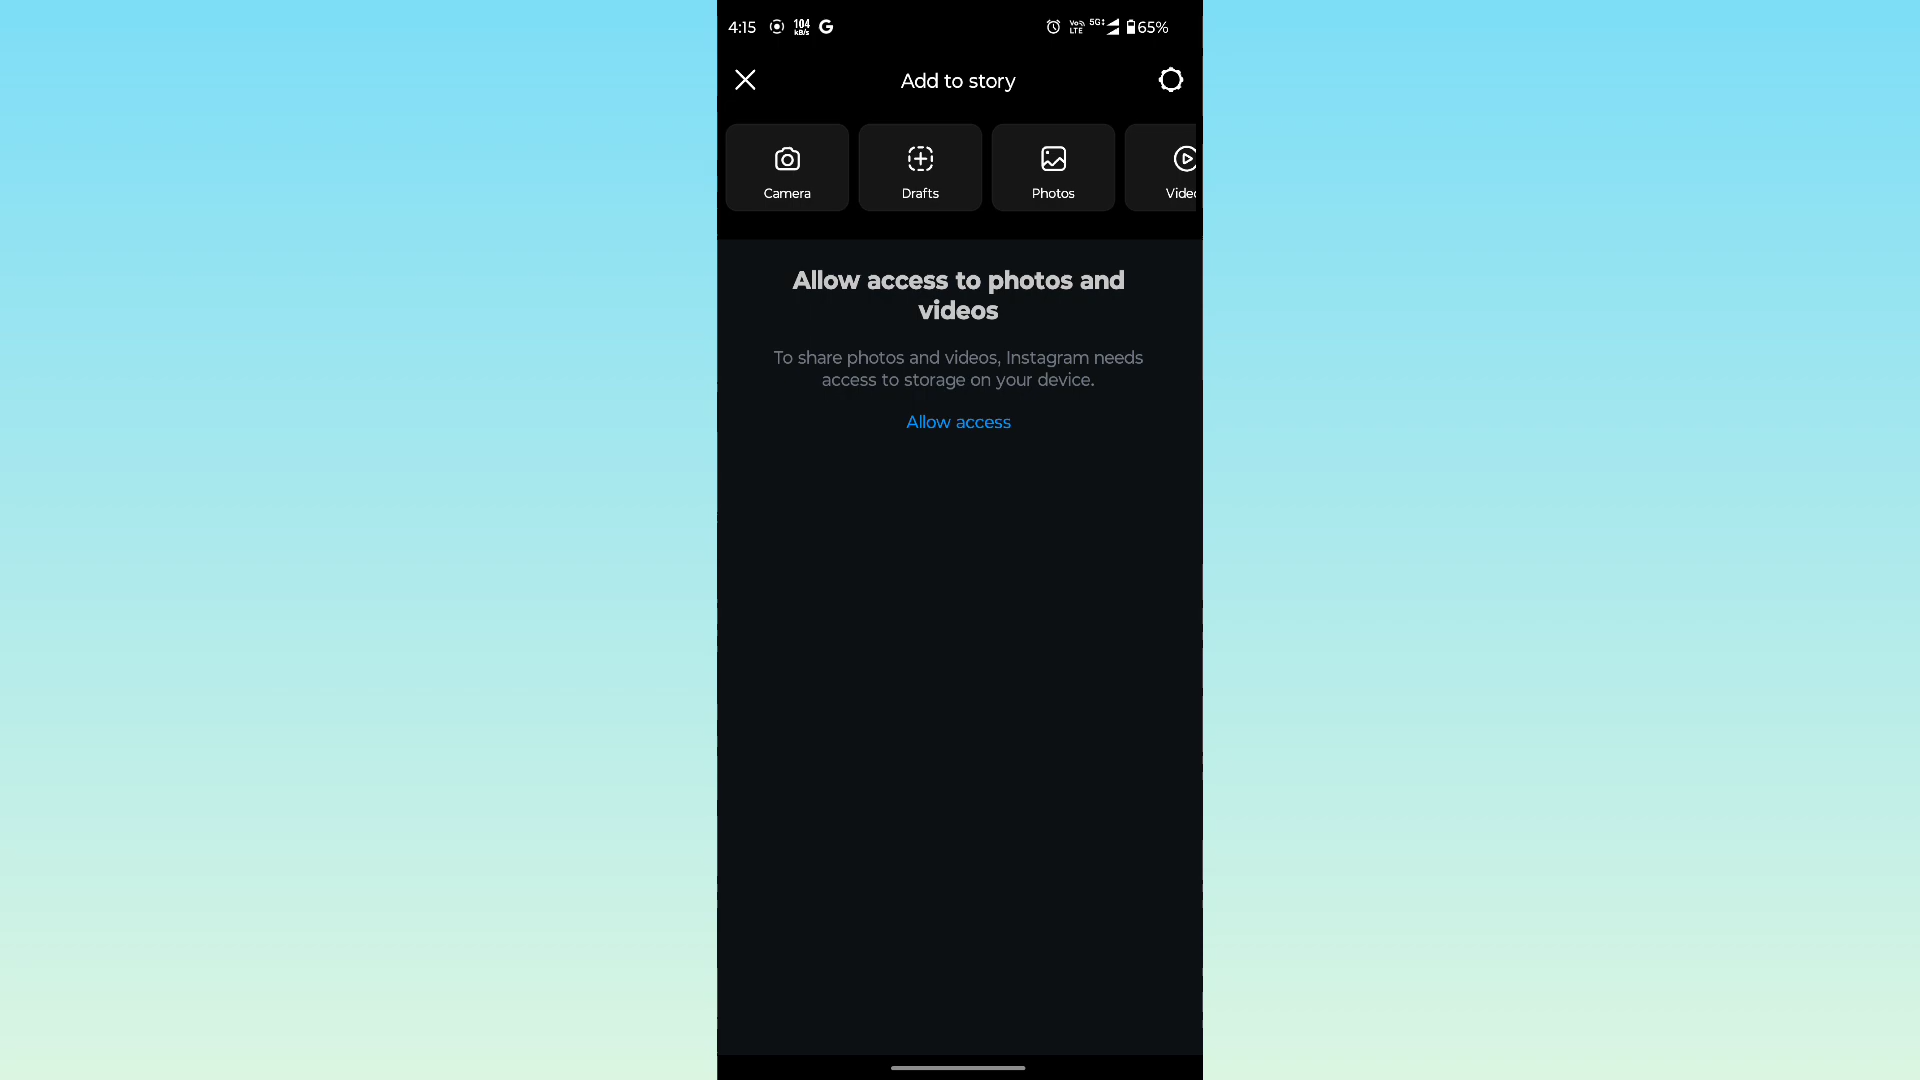 4:15 104 KB/s G Vo LTE 5G 65%
Add to story
Camera Drafts Photos Videc
Allow access to photos and
videos
To share photos and videos, Instagram needs
access to storage on your device.
Allow access